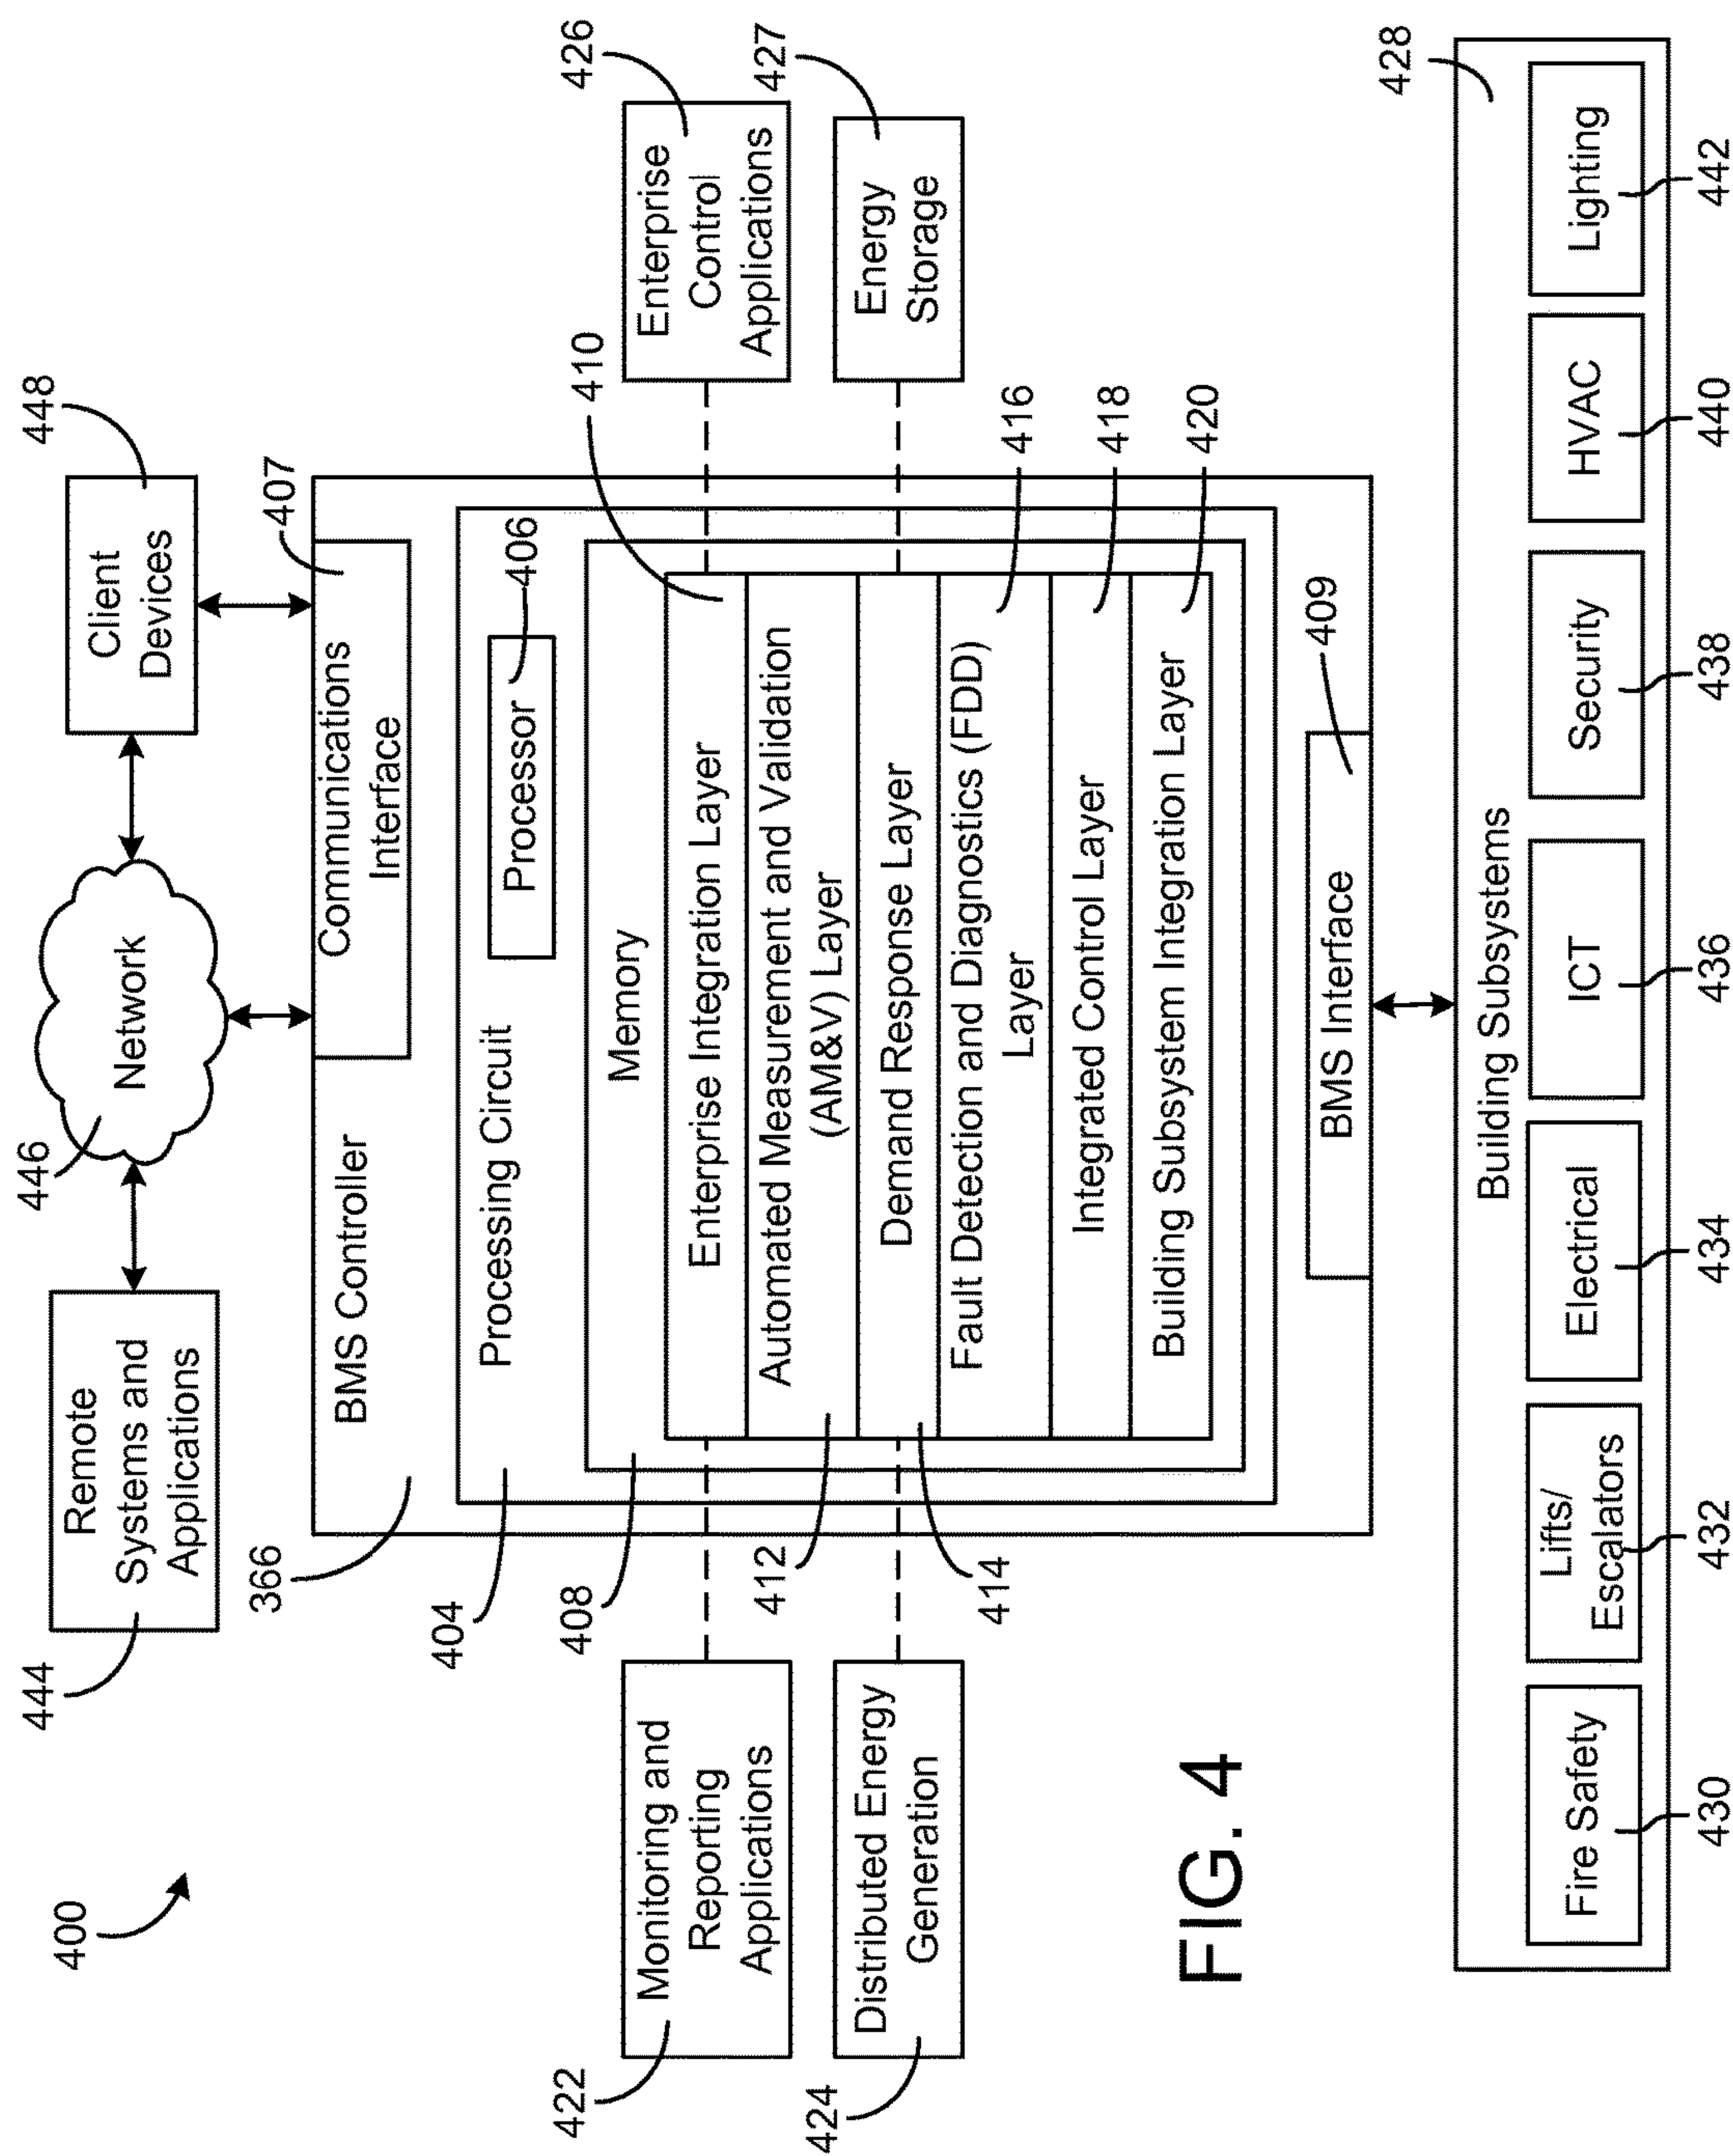 400
444
Remote
Systems and
Applications
446
Network
448
Client
Devices
366
BMS Controller
407
Communications
Interface
404
Processing Circuit
Processor
406
408
Memory
410
Enterprise Integration Layer
Automated Measurement and Validation
(AM&V) Layer
412
Demand Response Layer
414
Fault Detection and Diagnostics (FDD)
Layer
416
Integrated Control Layer
418
Building Subsystem Integration Layer
420
422
Monitoring and
Reporting
Applications
424
Distributed Energy
Generation
426
Enterprise
Control
Applications
427
Energy
Storage
BMS Interface
409
FIG. 4
Building Subsystems
428
Fire Safety
Lifts/
Escalators
Electrical
ICT
Security
HVAC
Lighting
430
432
434
436
438
440
442